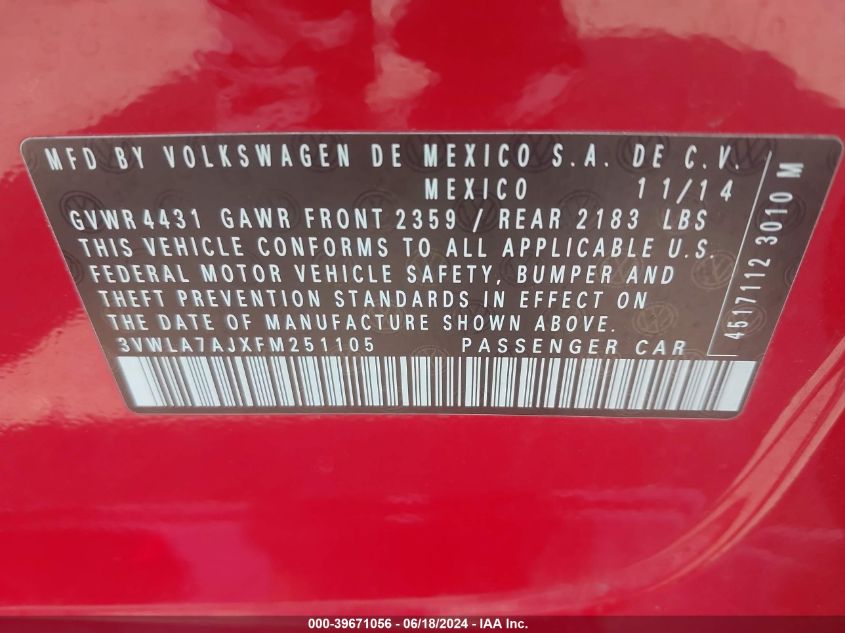 MFD BY VOLKSWAGEN DE MEXICO S.A. DE C.V.
MEXICO 11/14
GVWR 4431 GAWR FRONT 2359 / REAR 2183 LBS
THIS VEHICLE CONFORMS TO ALL APPLICABLE U.S.
FEDERAL MOTOR VEHICLE SAFETY, BUMPER AND
THEFT PREVENTION STANDARDS IN EFFECT ON
THE DATE OF MANUFACTURE SHOWN ABOVE.
3VWLA7AJXFM251105 PASSENGER CAR
4517112 3010 M
000-39671056 - 06/18/2024 - IAA Inc.